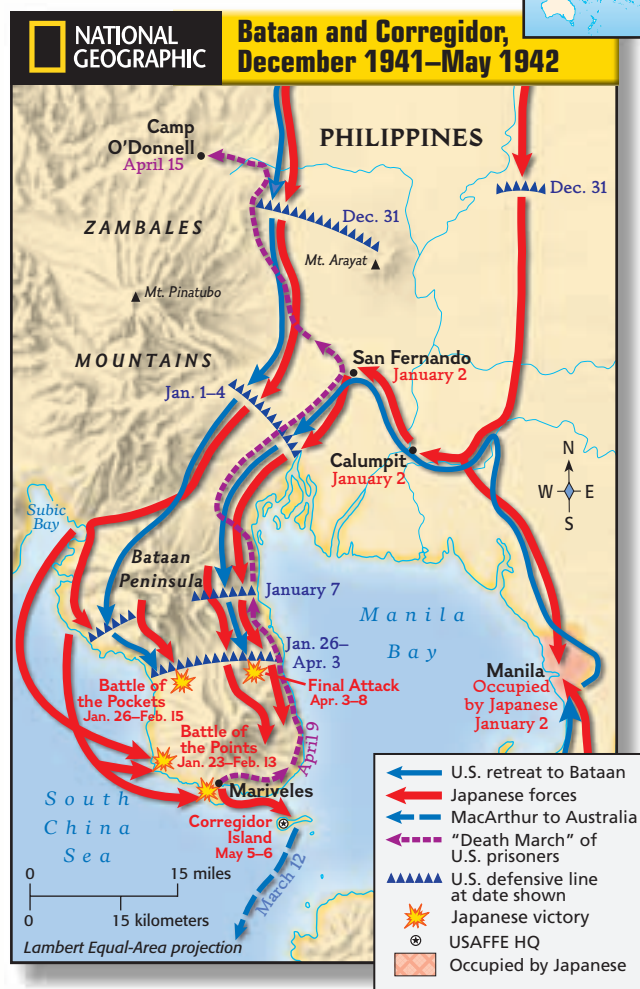 NATIONAL
GEOGRAPHIC
Bataan and Corregidor,
December 1941–May 1942
Camp
O'Donnell
April 15
PHILIPPINES
Dec. 31
Dec. 31
ZAMBALES
Mt. Arayat
Mt. Pinatubo
MOUNTAINS
San Fernando
January 2
Jan. 1–4
Calumpit
January 2
N
W
E
S
Subic
Bay
Bataan
Peninsula
January 7
Manila
Bay
Jan. 26–
Apr. 3
Manila
Occupied
by Japanese
January 2
Battle of
the Pockets
Jan. 26–Feb. 15
Final Attack
Apr. 3–8
Battle of
the Points
Jan. 23–Feb. 13
April 9
Mariveles
South
China
Sea
Corregidor
Island
May 5–6
March 12
0
15 miles
0
15 kilometers
Lambert Equal-Area projection
U.S. retreat to Bataan
Japanese forces
MacArthur to Australia
"Death March" of
U.S. prisoners
U.S. defensive line
at date shown
Japanese victory
USAFFE HQ
Occupied by Japanese